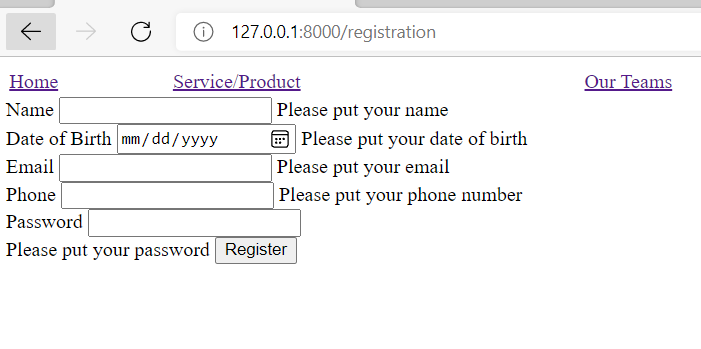 127.0.0.1:8000/registration
Home Service/Product Our Teams
Name Please put your name
Date of Birth mm/dd/yyyy Please put your date of birth
Email Please put your email
Phone Please put your phone number
Password
Please put your password Register